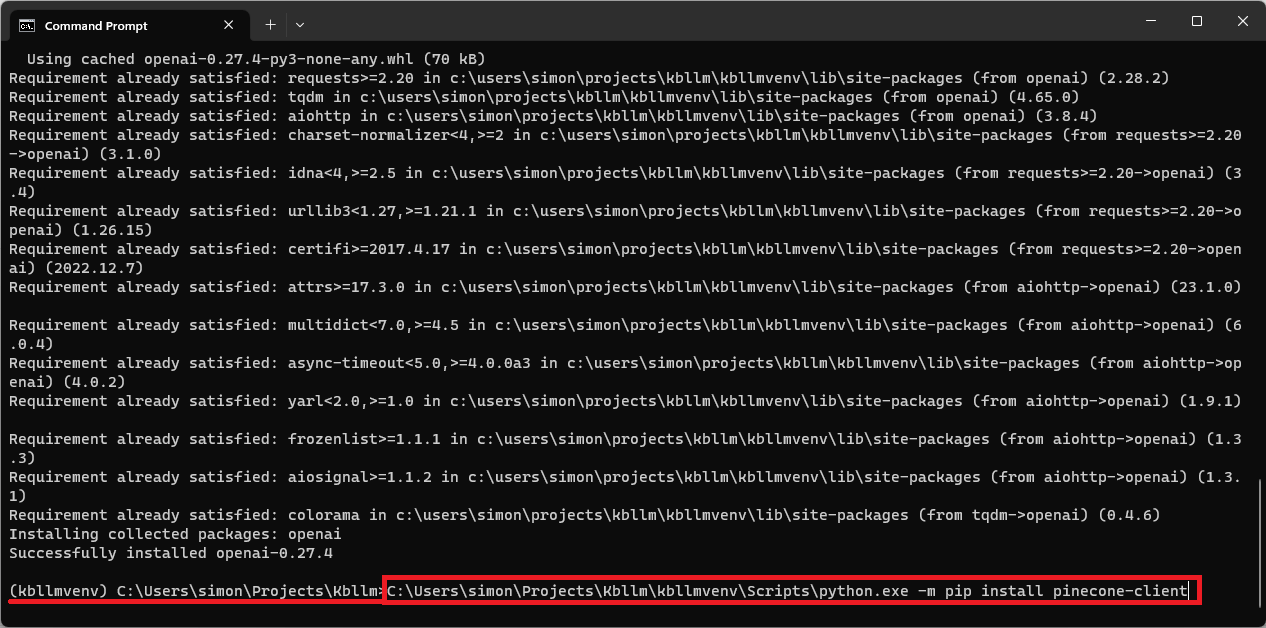 Command Prompt
  Using cached openai-0.27.4-py3-none-any.whl (70 kB)
Requirement already satisfied: requests>=2.20 in c:\users\simon\projects\kbllm\kbllmvenv\lib\site-packages (from openai) (2.28.2)
Requirement already satisfied: tqdm in c:\users\simon\projects\kbllm\kbllmvenv\lib\site-packages (from openai) (4.65.0)
Requirement already satisfied: aiohttp in c:\users\simon\projects\kbllm\kbllmvenv\lib\site-packages (from openai) (3.8.4)
Requirement already satisfied: charset-normalizer<4,>=2 in c:\users\simon\projects\kbllm\kbllmvenv\lib\site-packages (from requests>=2.20
->openai) (3.1.0)
Requirement already satisfied: idna<4,>=2.5 in c:\users\simon\projects\kbllm\kbllmvenv\lib\site-packages (from requests>=2.20->openai) (3
.4)
Requirement already satisfied: urllib3<1.27,>=1.21.1 in c:\users\simon\projects\kbllm\kbllmvenv\lib\site-packages (from requests>=2.20->o
penai) (1.26.15)
Requirement already satisfied: certifi>=2017.4.17 in c:\users\simon\projects\kbllm\kbllmvenv\lib\site-packages (from requests>=2.20->open
ai) (2022.12.7)
Requirement already satisfied: attrs>=17.3.0 in c:\users\simon\projects\kbllm\kbllmvenv\lib\site-packages (from aiohttp->openai) (23.1.0)
Requirement already satisfied: multidict<7.0,>=4.5 in c:\users\simon\projects\kbllm\kbllmvenv\lib\site-packages (from aiohttp->openai) (6
.0.4)
Requirement already satisfied: async-timeout<5.0,>=4.0.0a3 in c:\users\simon\projects\kbllm\kbllmvenv\lib\site-packages (from aiohttp->op
enai) (4.0.2)
Requirement already satisfied: yarl<2.0,>=1.0 in c:\users\simon\projects\kbllm\kbllmvenv\lib\site-packages (from aiohttp->openai) (1.9.1)
Requirement already satisfied: frozenlist>=1.1.1 in c:\users\simon\projects\kbllm\kbllmvenv\lib\site-packages (from aiohttp->openai) (1.3
.3)
Requirement already satisfied: aiosignal>=1.1.2 in c:\users\simon\projects\kbllm\kbllmvenv\lib\site-packages (from aiohttp->openai) (1.3.
1)
Requirement already satisfied: colorama in c:\users\simon\projects\kbllm\kbllmvenv\lib\site-packages (from tqdm->openai) (0.4.6)
Installing collected packages: openai
Successfully installed openai-0.27.4
(kbllmvenv) C:\Users\simon\Projects\Kbllm>C:\Users\simon\Projects\Kbllm\kbllmvenv\Scripts\python.exe -m pip install pinecone-client